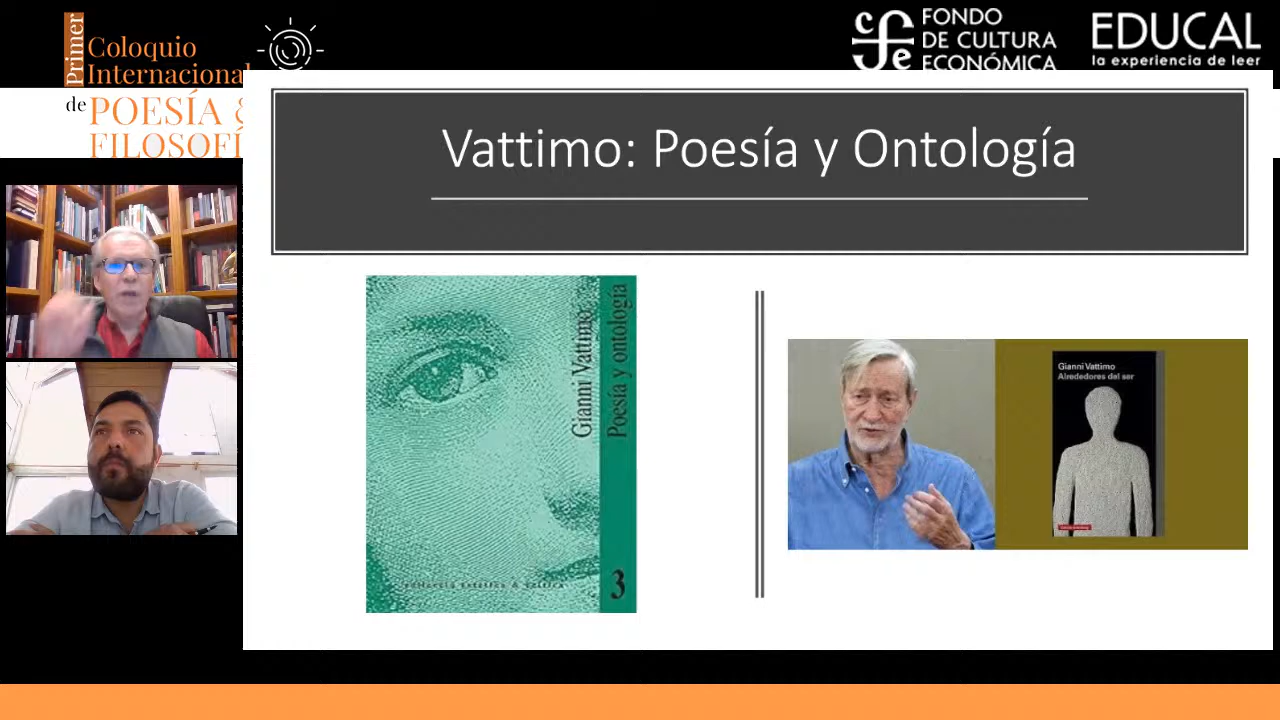 Primer
Coloquio
Internacional
de POESÍA &
FILOSOFÍ
FONDO
DE CULTURA
ECONÓMICA
EDUCAL
la experiencia de leer
Vattimo: Poesía y Ontología
Gianni Vattimo
Poesía y ontología
3
Gianni Vattimo
Alrededores del ser